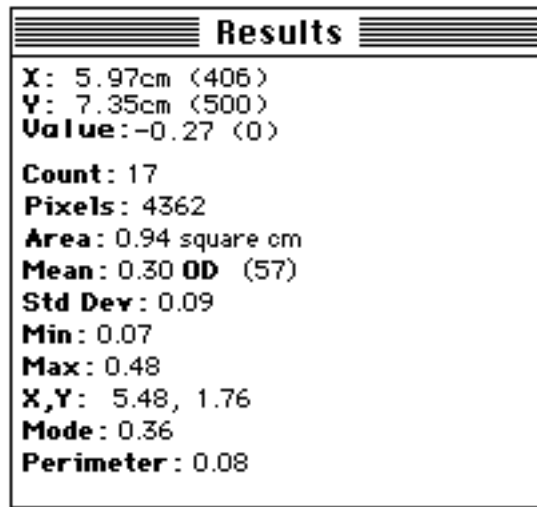 Results
X: 5.97cm (406)
Y: 7.35cm (500)
Value:-0.27 (0)
Count: 17
Pixels: 4362
Area: 0.94 square cm
Mean: 0.30 OD (57)
Std Dev: 0.09
Min: 0.07
Max: 0.48
X,Y: 5.48, 1.76
Mode: 0.36
Perimeter: 0.08